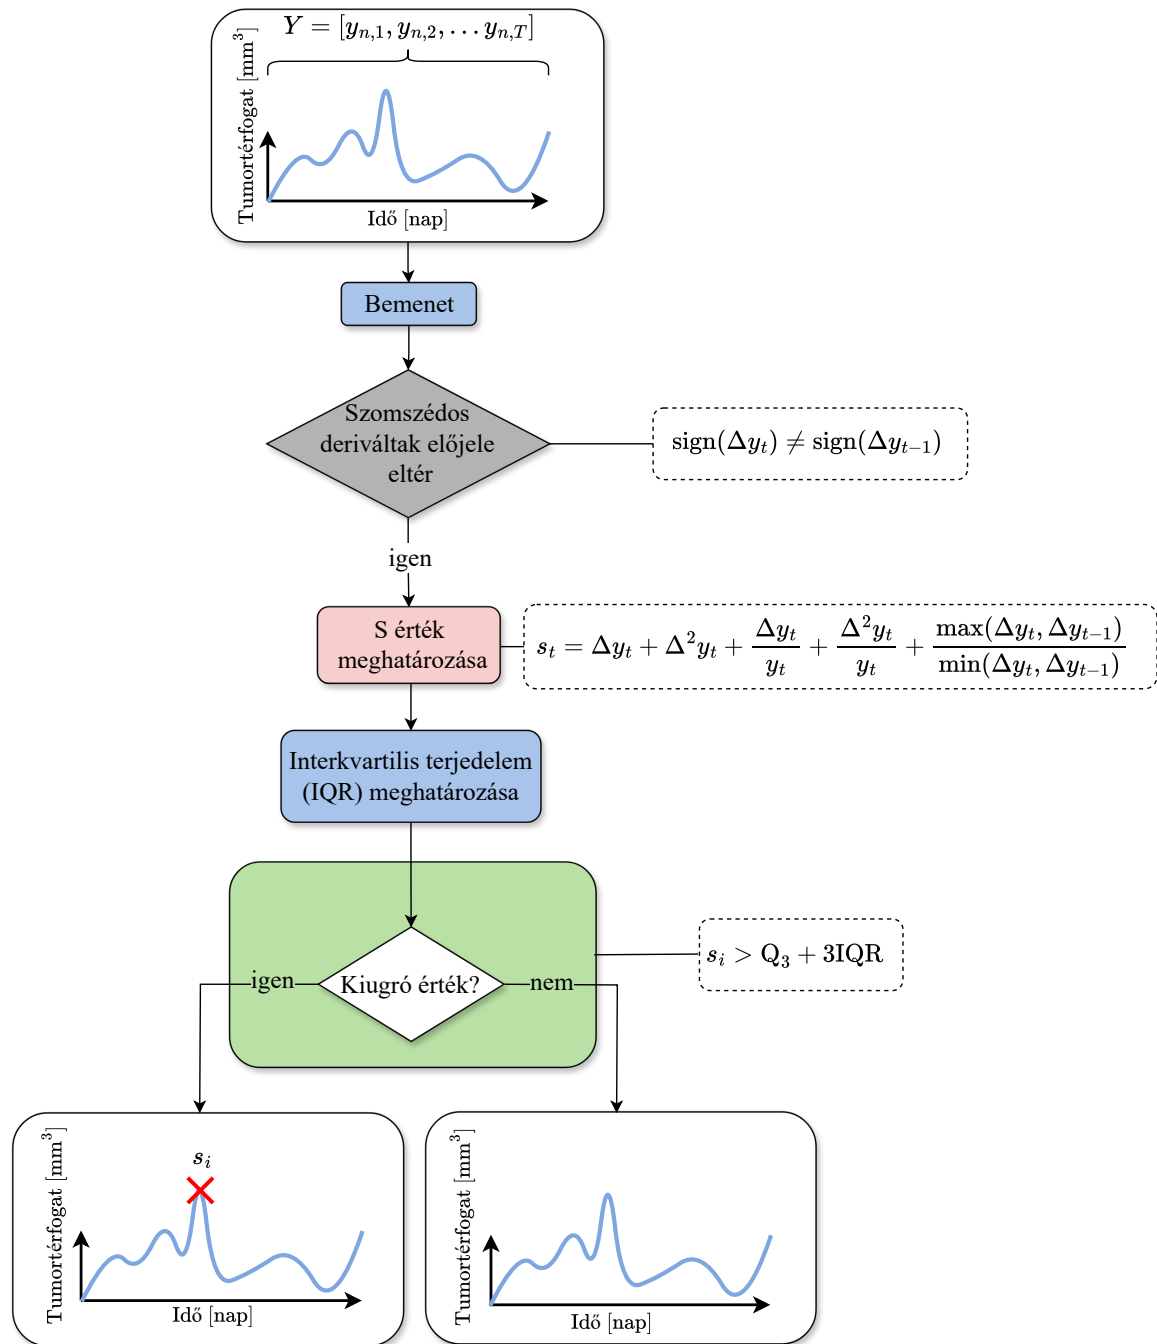 Y = [y_{n,1}, y_{n,2}, … y_{n,T}]
Tumortérfogat [mm³]
Idő [nap]
Bemenet
Szomszédos
deriváltak előjele
eltér
sign(Δy_t) ≠ sign(Δy_{t−1})
igen
S érték
meghatározása
s_t = Δy_t + Δ²y_t + \frac{Δy_t}{y_t} + \frac{Δ²y_t}{y_t} + \frac{max(Δy_t, Δy_{t−1})}{min(Δy_t, Δy_{t−1})}
Interkvartilis terjedelem
(IQR) meghatározása
s_i > Q_3 + 3IQR
igen
Kiugró érték?
nem
Tumortérfogat [mm³]
s_i
Idő [nap]
Tumortérfogat [mm³]
Idő [nap]